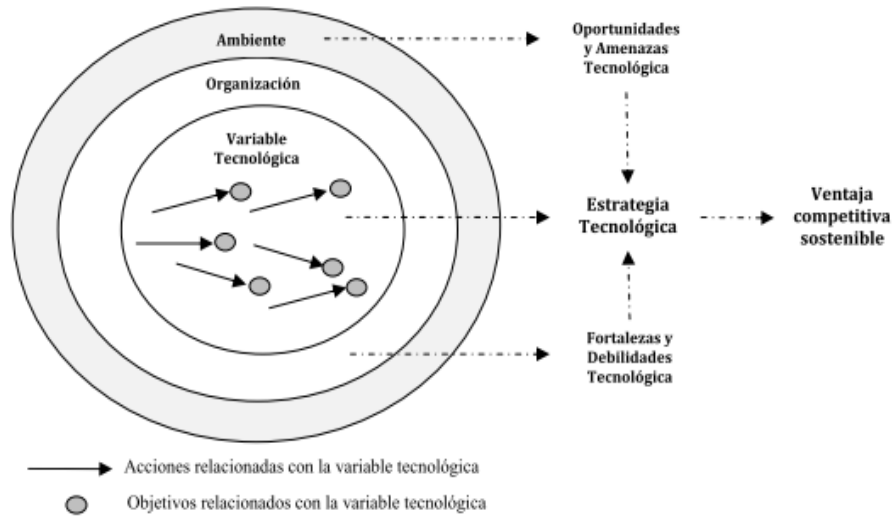 Ambiente
Organización
Variable
Tecnológica
Oportunidades
y Amenazas
Tecnológica
Estrategia
Tecnológica
Ventaja
competitiva
sostenible
Fortalezas y
Debilidades
Tecnológica
Acciones relacionadas con la variable tecnológica
Objetivos relacionados con la variable tecnológica